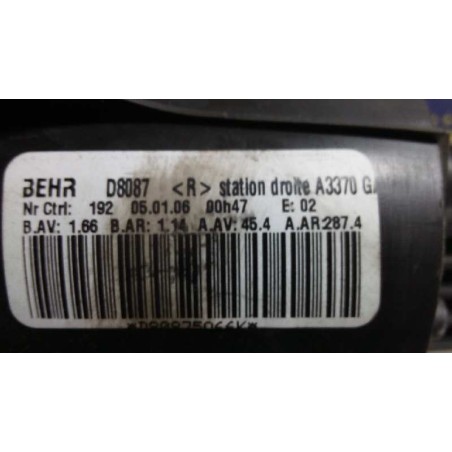 BEHR D8087 <R> station droite A3370
Nr Ctrl: 192 05.01.06 00h47 E: 02
B.AV: 1.66 B.AR: 1.14 A.AV: 45.4 A.AR:287.4